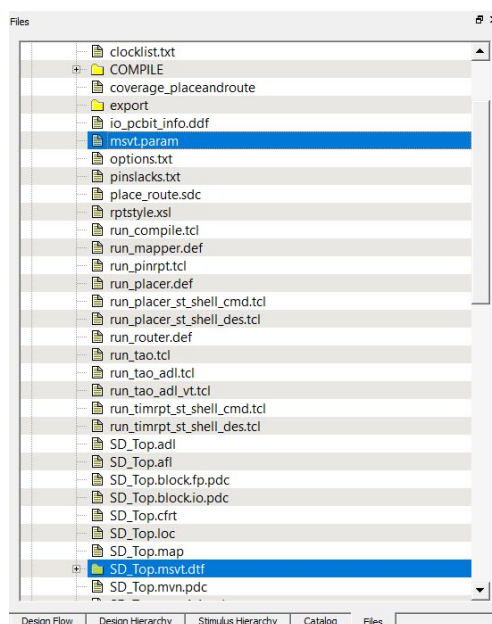 Files
clocklist.txt
COMPILE
coverage_placeandroute
export
io_pcbit_info.ddf
msvt.param
options.txt
pinslacks.txt
place_route.sdc
rptstyle.xsl
run_compile.tcl
run_mapper.def
run_pinrpt.tcl
run_placer.def
run_placer_st_shell_cmd.tcl
run_placer_st_shell_des.tcl
run_router.def
run_tao.tcl
run_tao_adl.tcl
run_tao_adl_vt.tcl
run_timrpt_st_shell_cmd.tcl
run_timrpt_st_shell_des.tcl
SD_Top.adl
SD_Top.afl
SD_Top.block.fp.pdc
SD_Top.block.io.pdc
SD_Top.cfrt
SD_Top.loc
SD_Top.map
SD_Top.msvt.dtf
SD_Top.mvn.pdc
Design Flow Design Hierarchy Stimulus Hierarchy Catalog Files